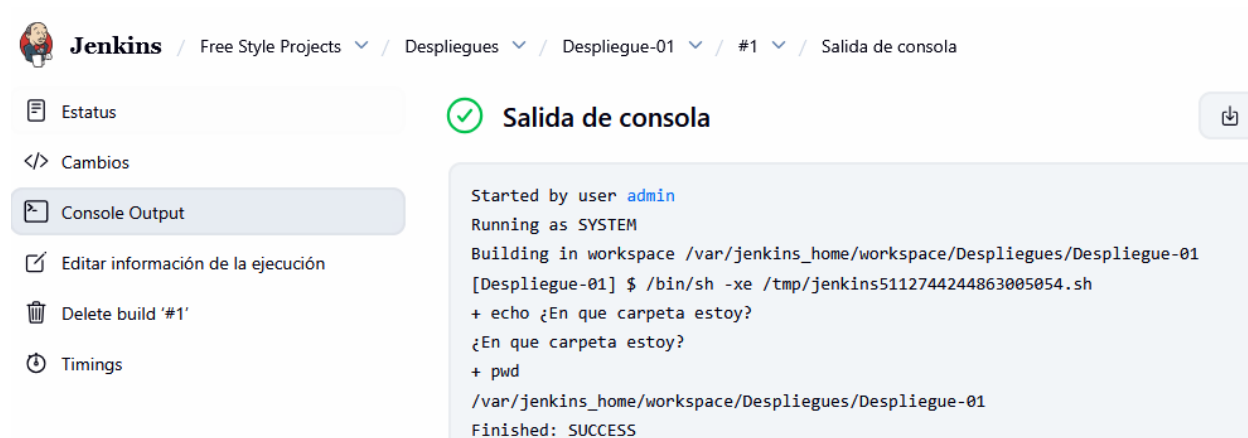 Jenkins / Free Style Projects / Despliegues / Despliegue-01 / #1 / Salida de consola
Estatus
Cambios
Console Output
Editar información de la ejecución
Delete build ‘#1’
Timings
Salida de consola
Started by user admin
Running as SYSTEM
Building in workspace /var/jenkins_home/workspace/Despliegues/Despliegue-01
[Despliegue-01] $ /bin/sh -xe /tmp/jenkins5112744244863005054.sh
+ echo ¿En que carpeta estoy?
¿En que carpeta estoy?
+ pwd
/var/jenkins_home/workspace/Despliegues/Despliegue-01
Finished: SUCCESS